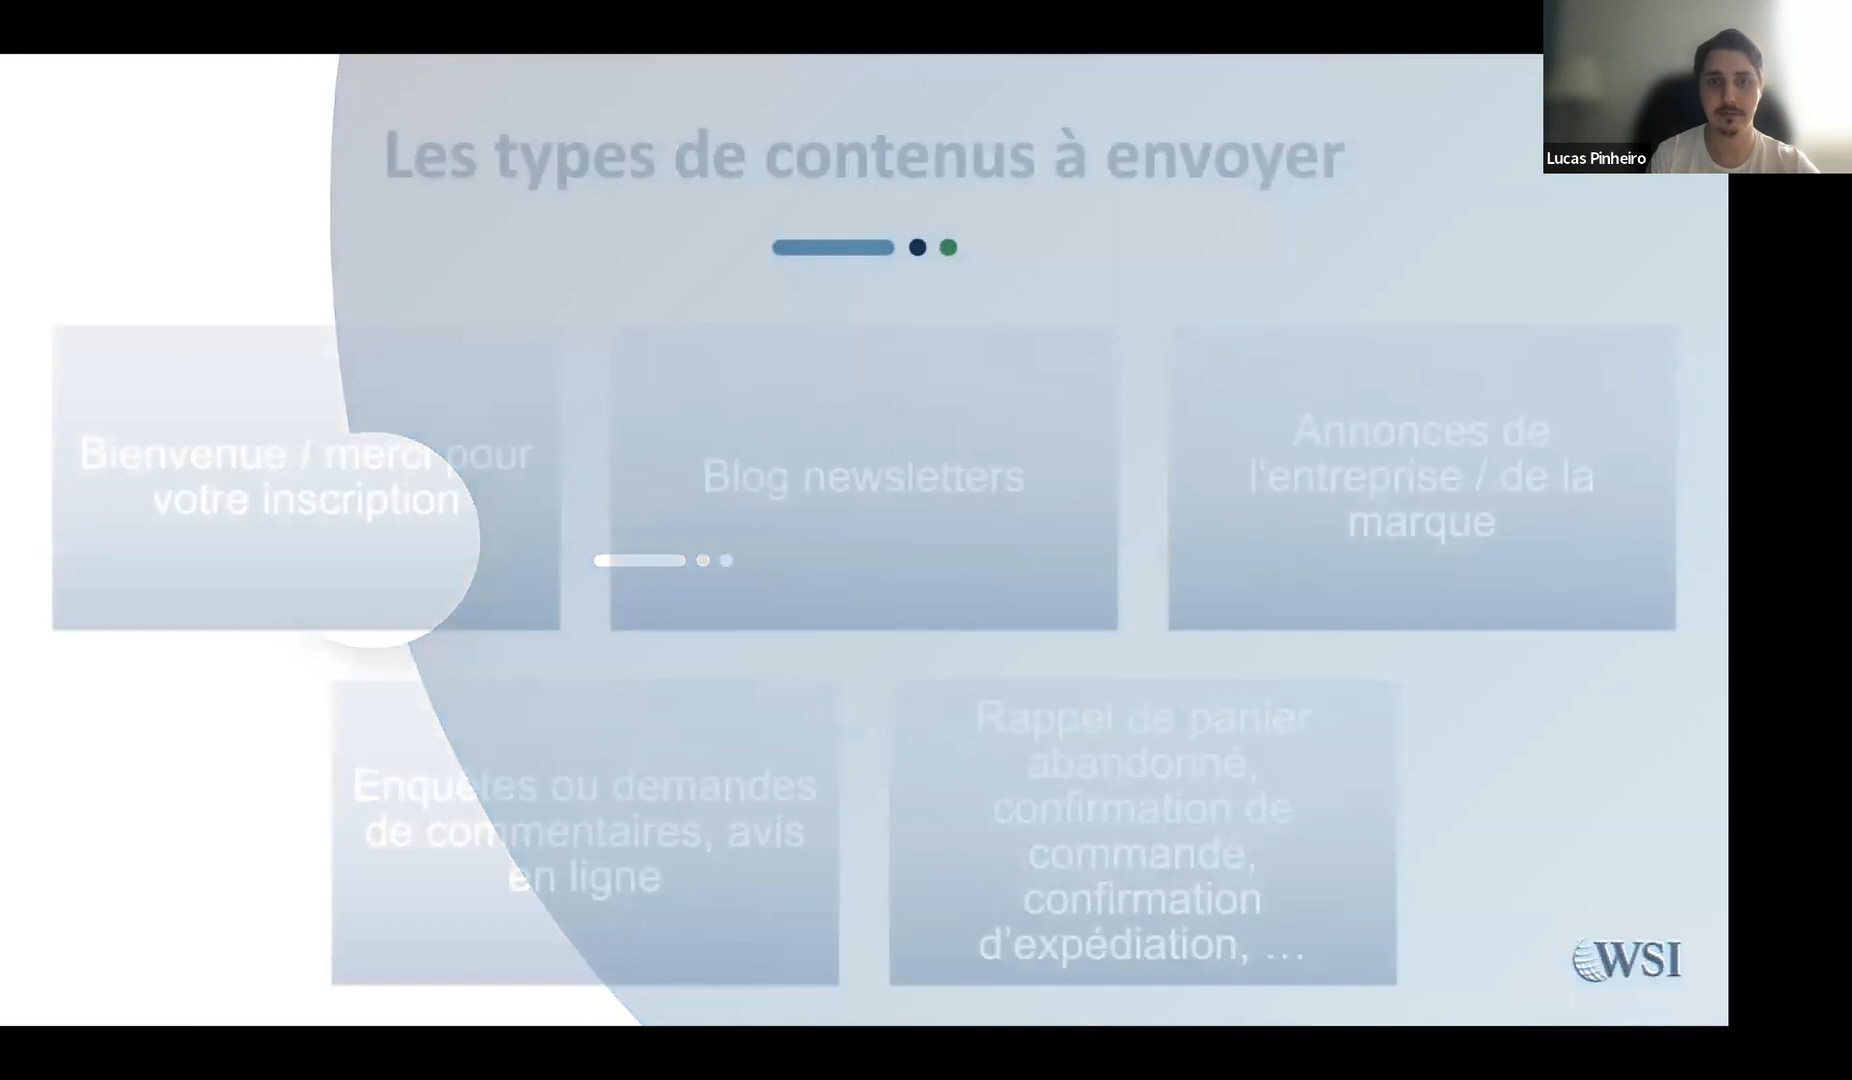 Lucas Pinheiro
Les types de contenus à envoyer
Bienvenue / merci pour
votre inscription
Blog newsletters
Annonces de
l'entreprise / de la
marque
Enquêtes ou demandes
de commentaires, avis
en ligne
Rappel de panier
abandonné,
confirmation de
commande,
confirmation
d'expédiation, ...
WSI